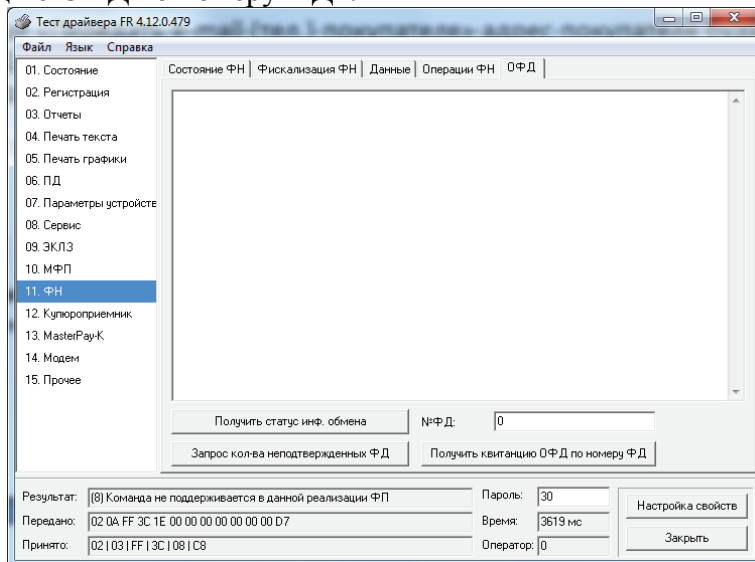 Тест драйвера FR 4.12.0.479
Файл Язык Справка
01. Состояние
02. Регистрация
03. Отчеты
04. Печать текста
05. Печать графики
06. ПД
07. Параметры устройств
08. Сервис
09. ЭКЛЗ
10. МФП
11. ФН
12. Купюроприемник
13. MasterPay-K
14. Модем
15. Прочее
Состояние ФН Фискализация ФН Данные Операции ФН ОФД
Получить статус инф. обмена №ФД: 0
Запрос кол-ва неподтвержденных ФД Получить квитанцию ОФД по номеру ФД
Результат: (8) Команда не поддерживается в данной реализации ФП Пароль: 30 Настройка свойств
Передано: 02 0A FF 3C 1E 00 00 00 00 00 00 00 D7 Время: 3619 мс
Принято: 02 | 03 | FF | 3C | 08 | C8 Оператор: 0 Закрыть